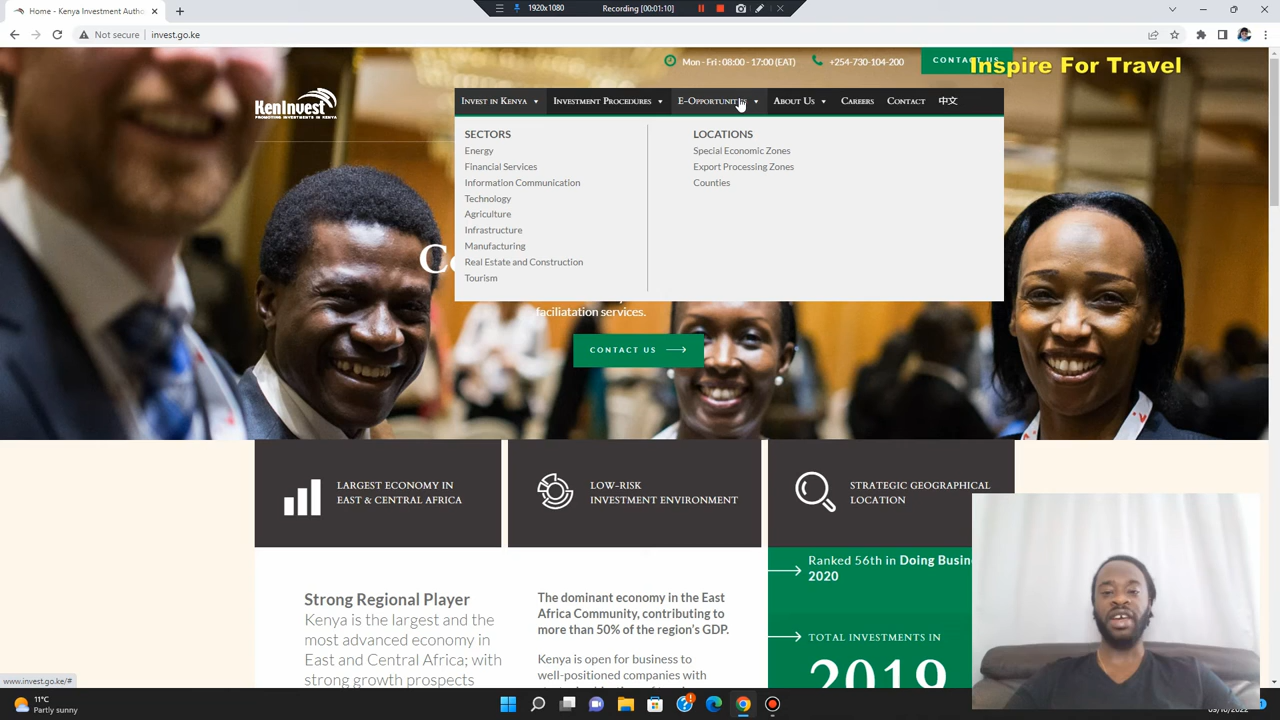 1920x1080
Recording [00:01:10]
Home - Kenya Investment Author
Not secure
invest.go.ke
Mon - Fri : 08:00 - 17:00 (EAT)
+254-730-104-200
CONTACT US
Inspire For Travel
KenInvest
PROMOTING INVESTMENTS IN KENYA
Invest in Kenya
Investment Procedures
E-Opportunities
About Us
Careers
Contact
中文
SECTORS
Energy
Financial Services
Information Communication
Technology
Agriculture
Infrastructure
Manufacturing
Real Estate and Construction
Tourism
LOCATIONS
Special Economic Zones
Export Processing Zones
Counties
faciliatation services.
CONTACT US
LARGEST ECONOMY IN
EAST & CENTRAL AFRICA
LOW-RISK
INVESTMENT ENVIRONMENT
STRATEGIC GEOGRAPHICAL
LOCATION
Strong Regional Player
Kenya is the largest and the
most advanced economy in
East and Central Africa; with
strong growth prospects
The dominant economy in the East
Africa Community, contributing to
more than 50% of the region's GDP.
Kenya is open for business to
well-positioned companies with
Ranked 56th in Doing Busin
2020
TOTAL INVESTMENTS IN
2019
www.invest.go.ke/#
11°C
Partly sunny
09/10/2022